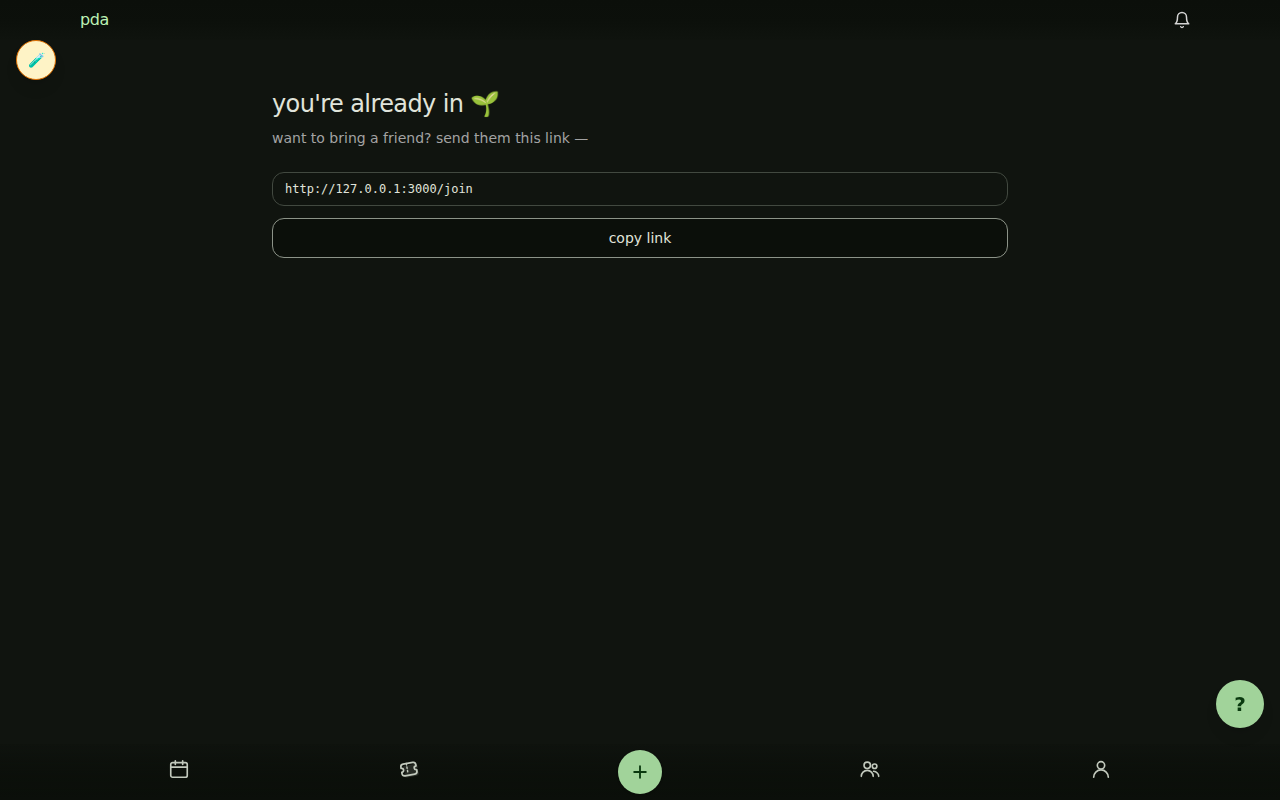 pda
you're already in 🌱
want to bring a friend? send them this link —
http://127.0.0.1:3000/join
copy link
?